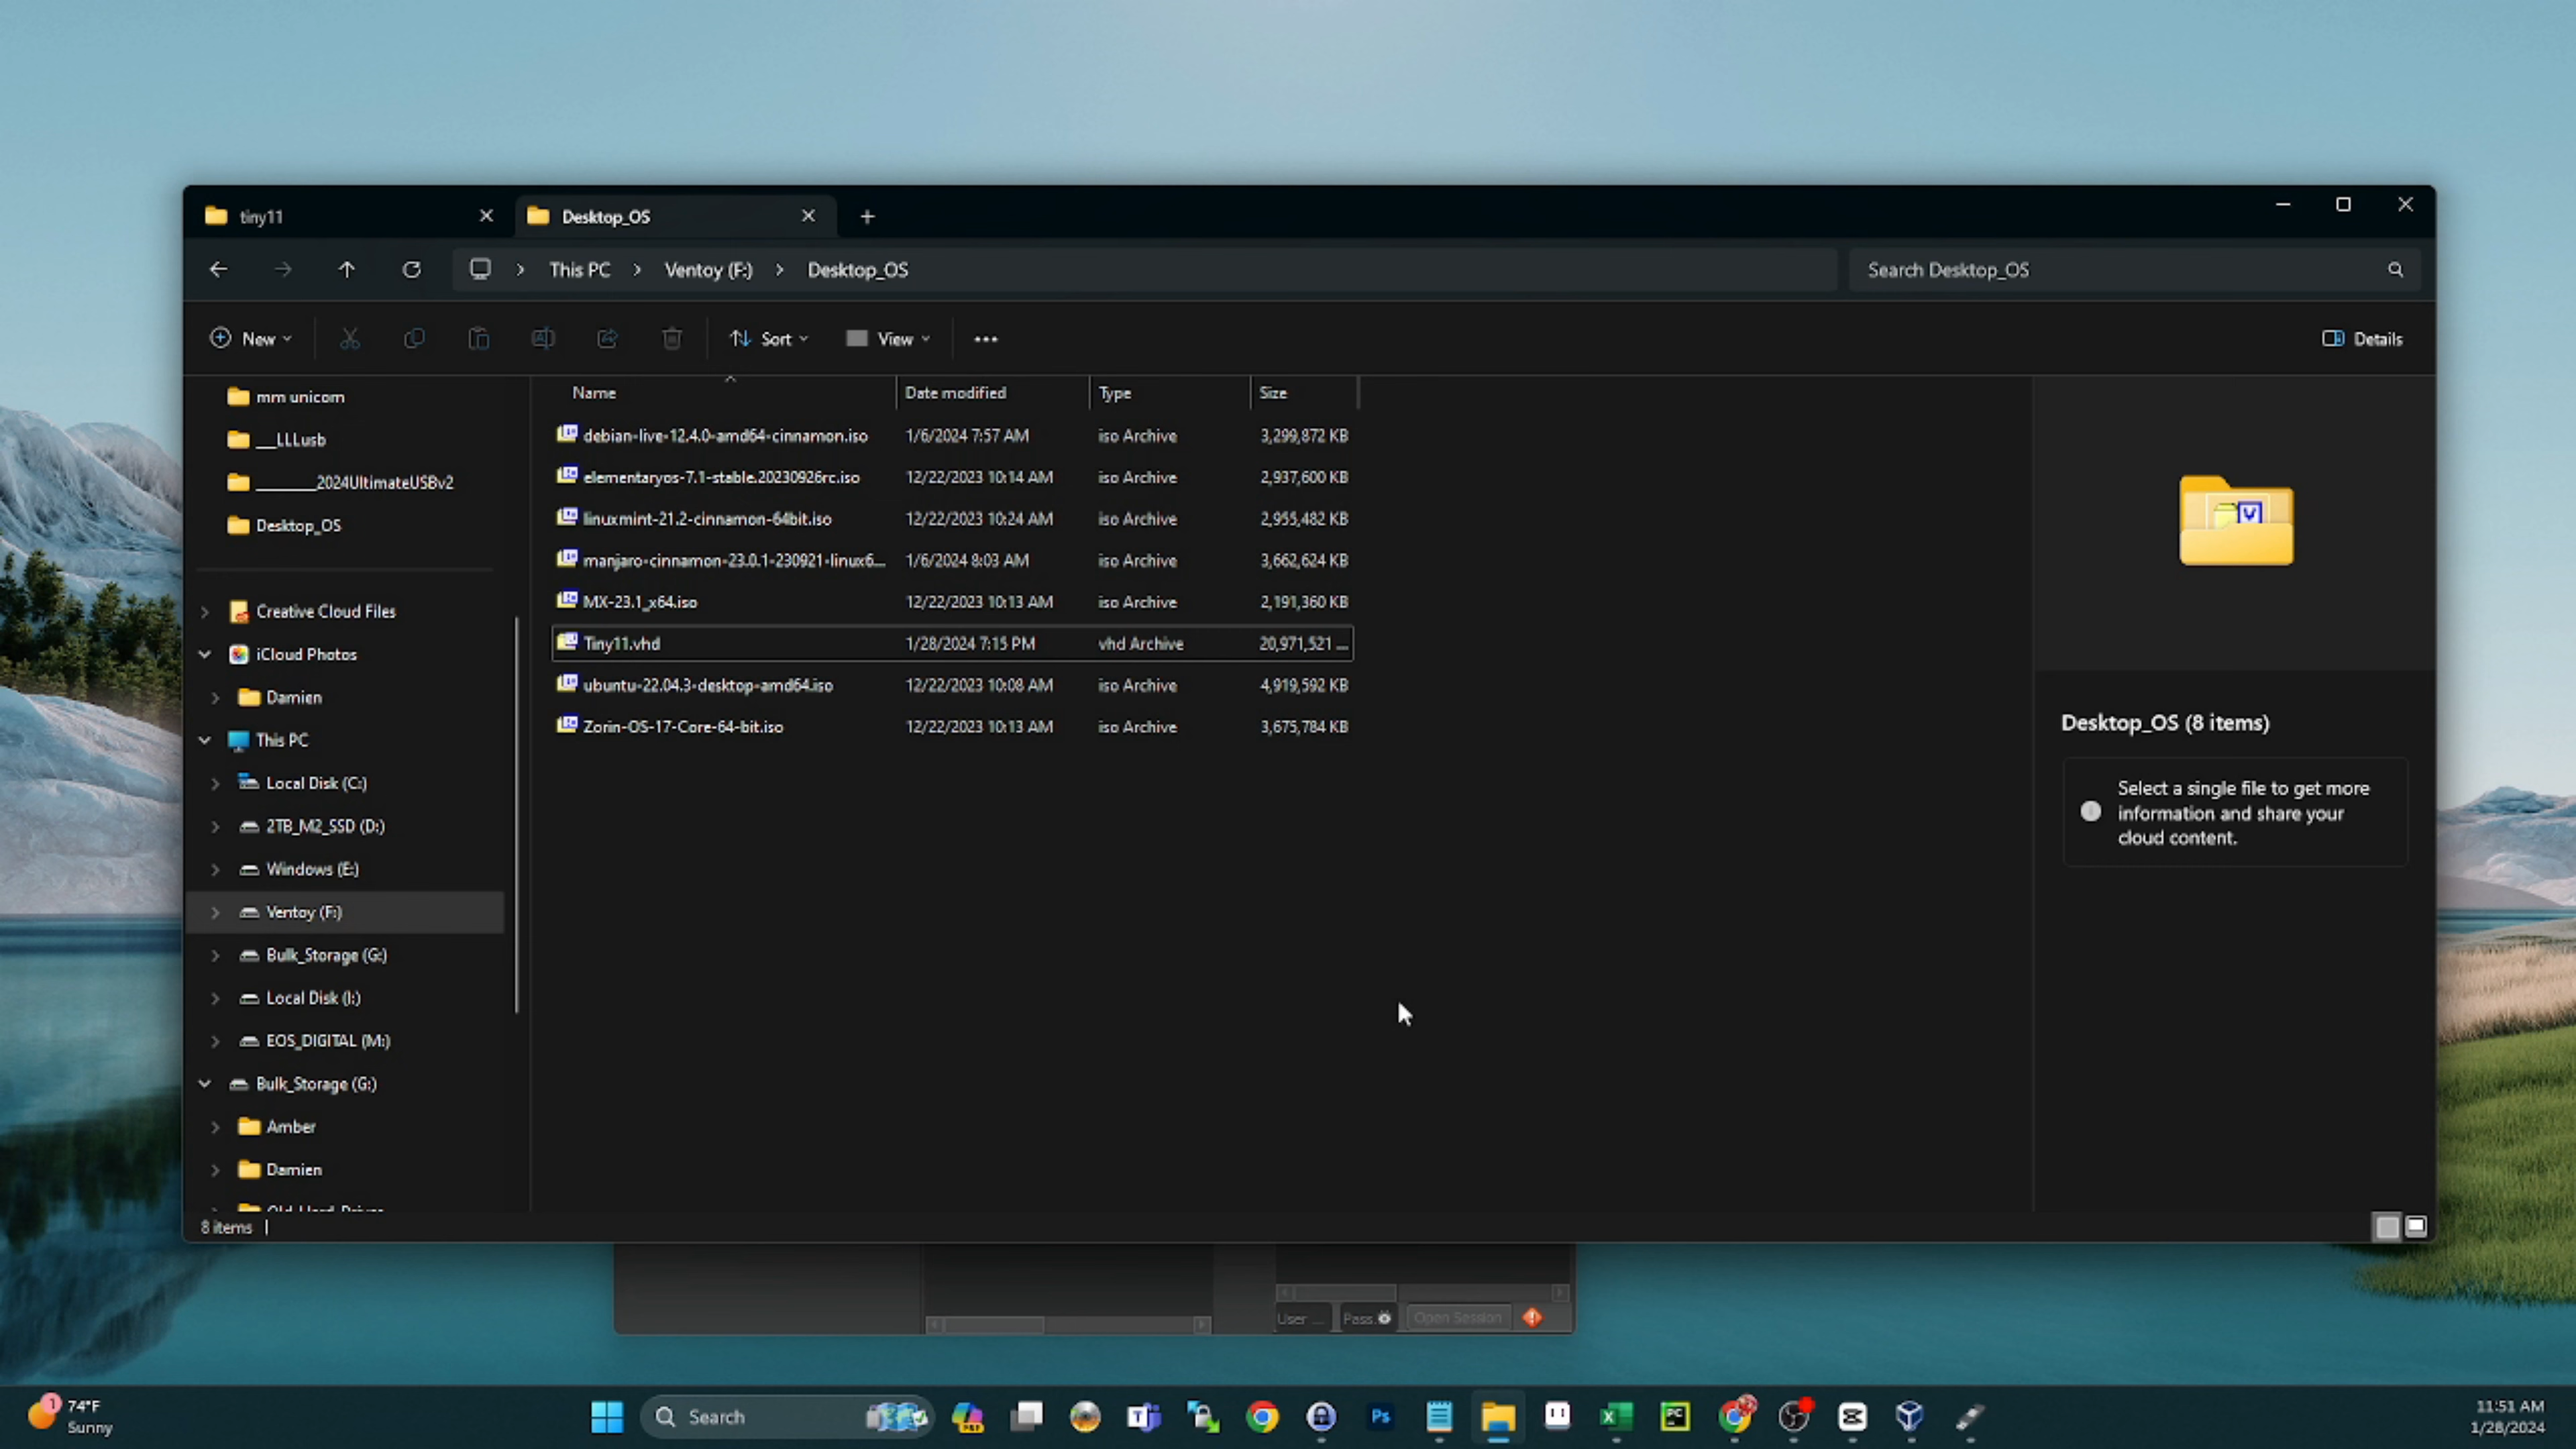 tiny11
Desktop_OS
This PC > Ventoy (F:) > Desktop_OS
Search Desktop_OS
New
Sort
View
Details
mm unicorn
__LLLusb
________2024UltimateUSBv2
Desktop_OS
Creative Cloud Files
iCloud Photos
Damien
This PC
Local Disk (C:)
2TB_M2_SSD (D:)
Windows (E:)
Ventoy (F:)
Bulk_Storage (G:)
Local Disk (I:)
EOS_DIGITAL (M:)
Bulk_Storage (G:)
Amber
Damien
Name Date modified Type Size
debian-live-12.4.0-amd64-cinnamon.iso 1/6/2024 7:57 AM iso Archive 3,299,872 KB
elementaryos-7.1-stable.20230926rc.iso 12/22/2023 10:14 AM iso Archive 2,937,600 KB
linuxmint-21.2-cinnamon-64bit.iso 12/22/2023 10:24 AM iso Archive 2,955,482 KB
manjaro-cinnamon-23.0.1-230921-linux6... 1/6/2024 8:03 AM iso Archive 3,662,624 KB
MX-23.1_x64.iso 12/22/2023 10:13 AM iso Archive 2,191,360 KB
Tiny11.vhd 1/28/2024 7:15 PM vhd Archive 20,971,521 ...
ubuntu-22.04.3-desktop-amd64.iso 12/22/2023 10:08 AM iso Archive 4,919,592 KB
Zorin-OS-17-Core-64-bit.iso 12/22/2023 10:13 AM iso Archive 3,675,784 KB
Desktop_OS (8 items)
Select a single file to get more
information and share your
cloud content.
8 items
User ... Pass Open Session
1
74°F
Sunny
Search
Ps
PC
11:51 AM
1/28/2024